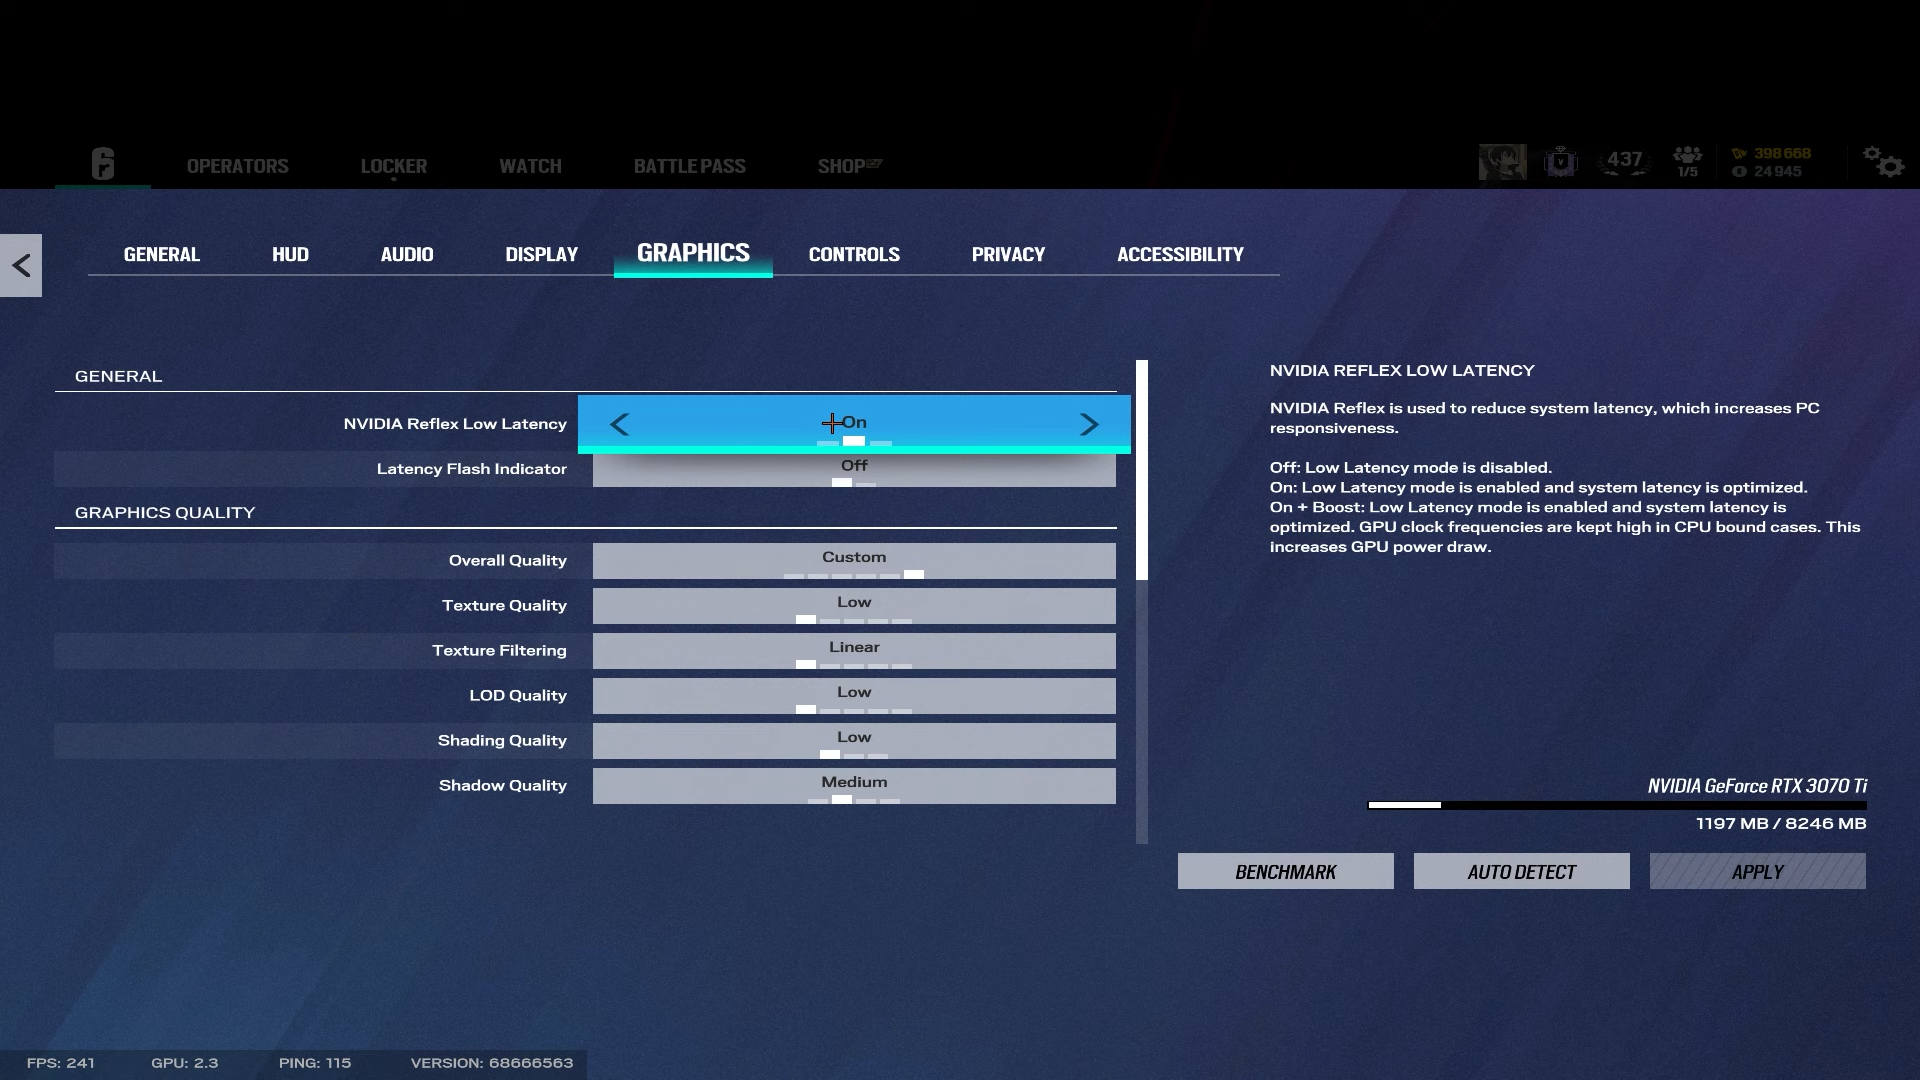 OPERATORS
LOCKER
WATCH
BATTLE PASS
SHOP
437
1/5
398 668
24 945
GENERAL
HUD
AUDIO
DISPLAY
GRAPHICS
CONTROLS
PRIVACY
ACCESSIBILITY
GENERAL
NVIDIA Reflex Low Latency
On
Latency Flash Indicator
Off
GRAPHICS QUALITY
Overall Quality
Custom
Texture Quality
Low
Texture Filtering
Linear
LOD Quality
Low
Shading Quality
Low
Shadow Quality
Medium
NVIDIA REFLEX LOW LATENCY
NVIDIA Reflex is used to reduce system latency, which increases PC
responsiveness.
Off: Low Latency mode is disabled.
On: Low Latency mode is enabled and system latency is optimized.
On + Boost: Low Latency mode is enabled and system latency is
optimized. GPU clock frequencies are kept high in CPU bound cases. This
increases GPU power draw.
NVIDIA GeForce RTX 3070 Ti
1197 MB / 8246 MB
BENCHMARK
AUTO DETECT
APPLY
FPS: 241
GPU: 2.3
PING: 115
VERSION: 68666563